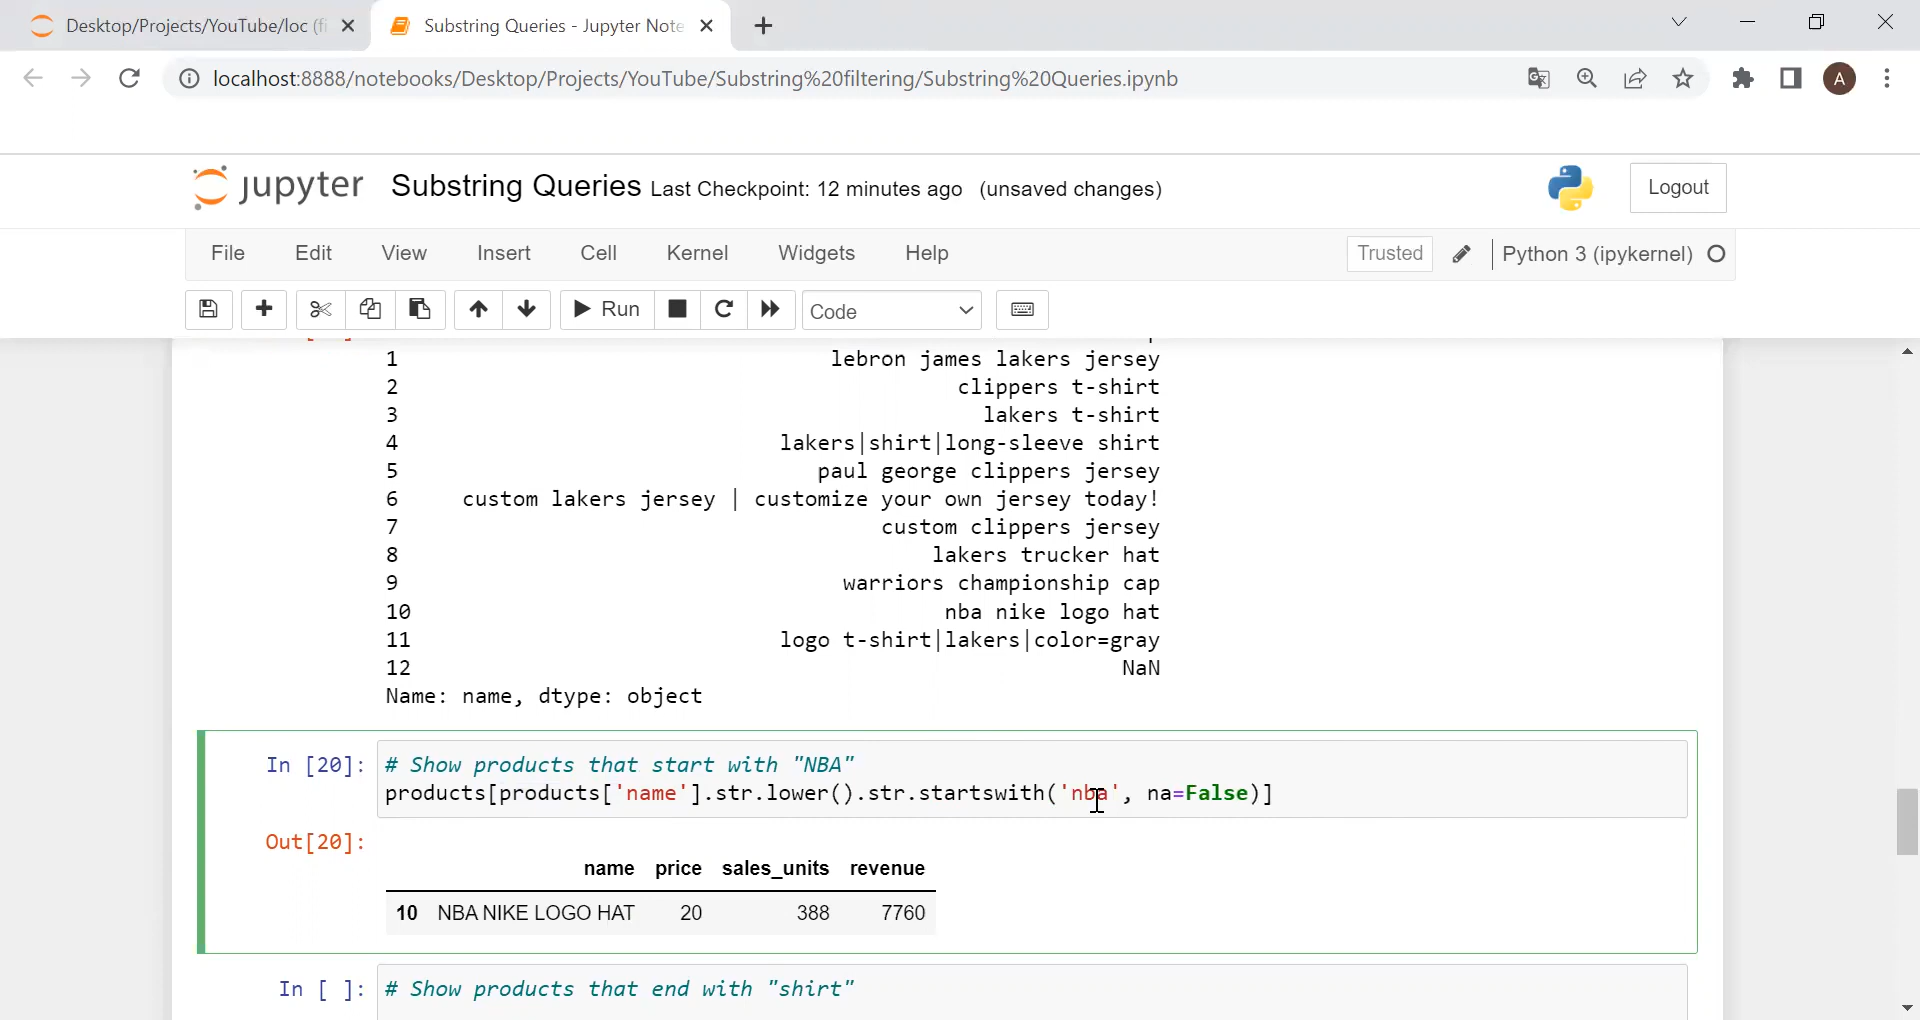 Desktop/Projects/YouTube/loc (fi
Substring Queries - Jupyter Note
localhost:8888/notebooks/Desktop/Projects/YouTube/Substring%20filtering/Substring%20Queries.ipynb
A
jupyter Substring Queries Last Checkpoint: 12 minutes ago (unsaved changes)
Logout
File Edit View Insert Cell Kernel Widgets Help
Trusted
Python 3 (ipykernel)
Run
Code
1 lebron james lakers jersey
2 clippers t-shirt
3 lakers t-shirt
4 lakers|shirt|long-sleeve shirt
5 paul george clippers jersey
6 custom lakers jersey | customize your own jersey today!
7 custom clippers jersey
8 lakers trucker hat
9 warriors championship cap
10 nba nike logo hat
11 logo t-shirt|lakers|color=gray
12 NaN
Name: name, dtype: object
In [20]: # Show products that start with "NBA"
products[products['name'].str.lower().str.startswith('nba', na=False)]
Out[20]:
name price sales_units revenue
10 NBA NIKE LOGO HAT 20 388 7760
In [ ]: # Show products that end with "shirt"